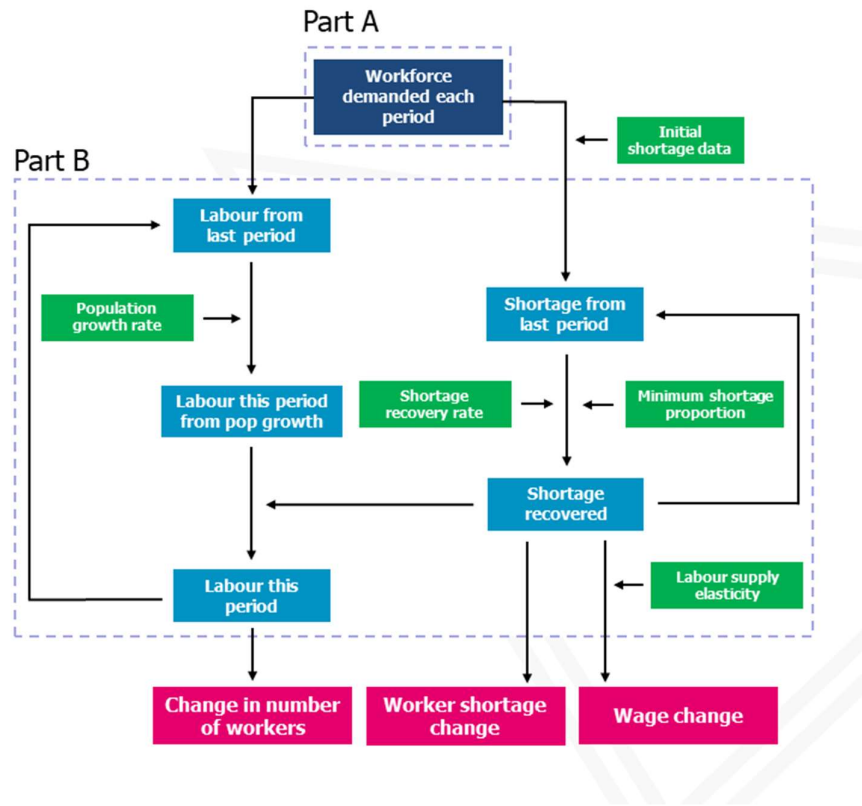 Part A
Workforce
demanded each
period
Initial
shortage data
Part B
Labour from
last period
Population
growth rate
Shortage from
last period
Labour this period
from pop growth
Shortage
recovery rate
Minimum shortage
proportion
Shortage
recovered
Labour this
period
Labour supply
elasticity
Change in number
of workers
Worker shortage
change
Wage change